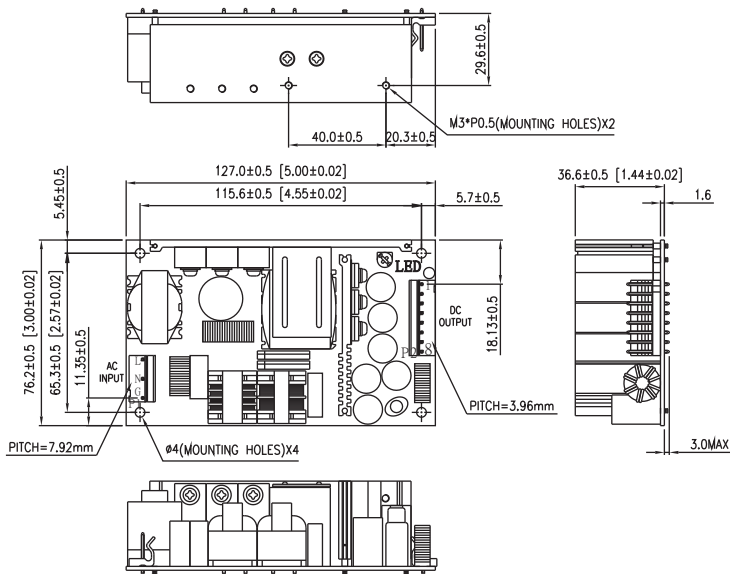 29.6±0.5
M3*P0.5(MOUNTING HOLES)X2
40.0±0.5
20.3±0.5
127.0±0.5 [5.00±0.02]
115.6±0.5 [4.55±0.02]
5.7±0.5
5.45±0.5
36.6±0.5 [1.44±0.02]
1.6
LED
1
DC
OUTPUT
18.13±0.5
76.2±0.5 [3.00±0.02]
65.3±0.5 [2.57±0.02]
11.35±0.5
AC
INPUT
L
N
G
P2
8
PITCH=3.96mm
PITCH=7.92mm
ø4(MOUNTING HOLES)X4
3.0MAX